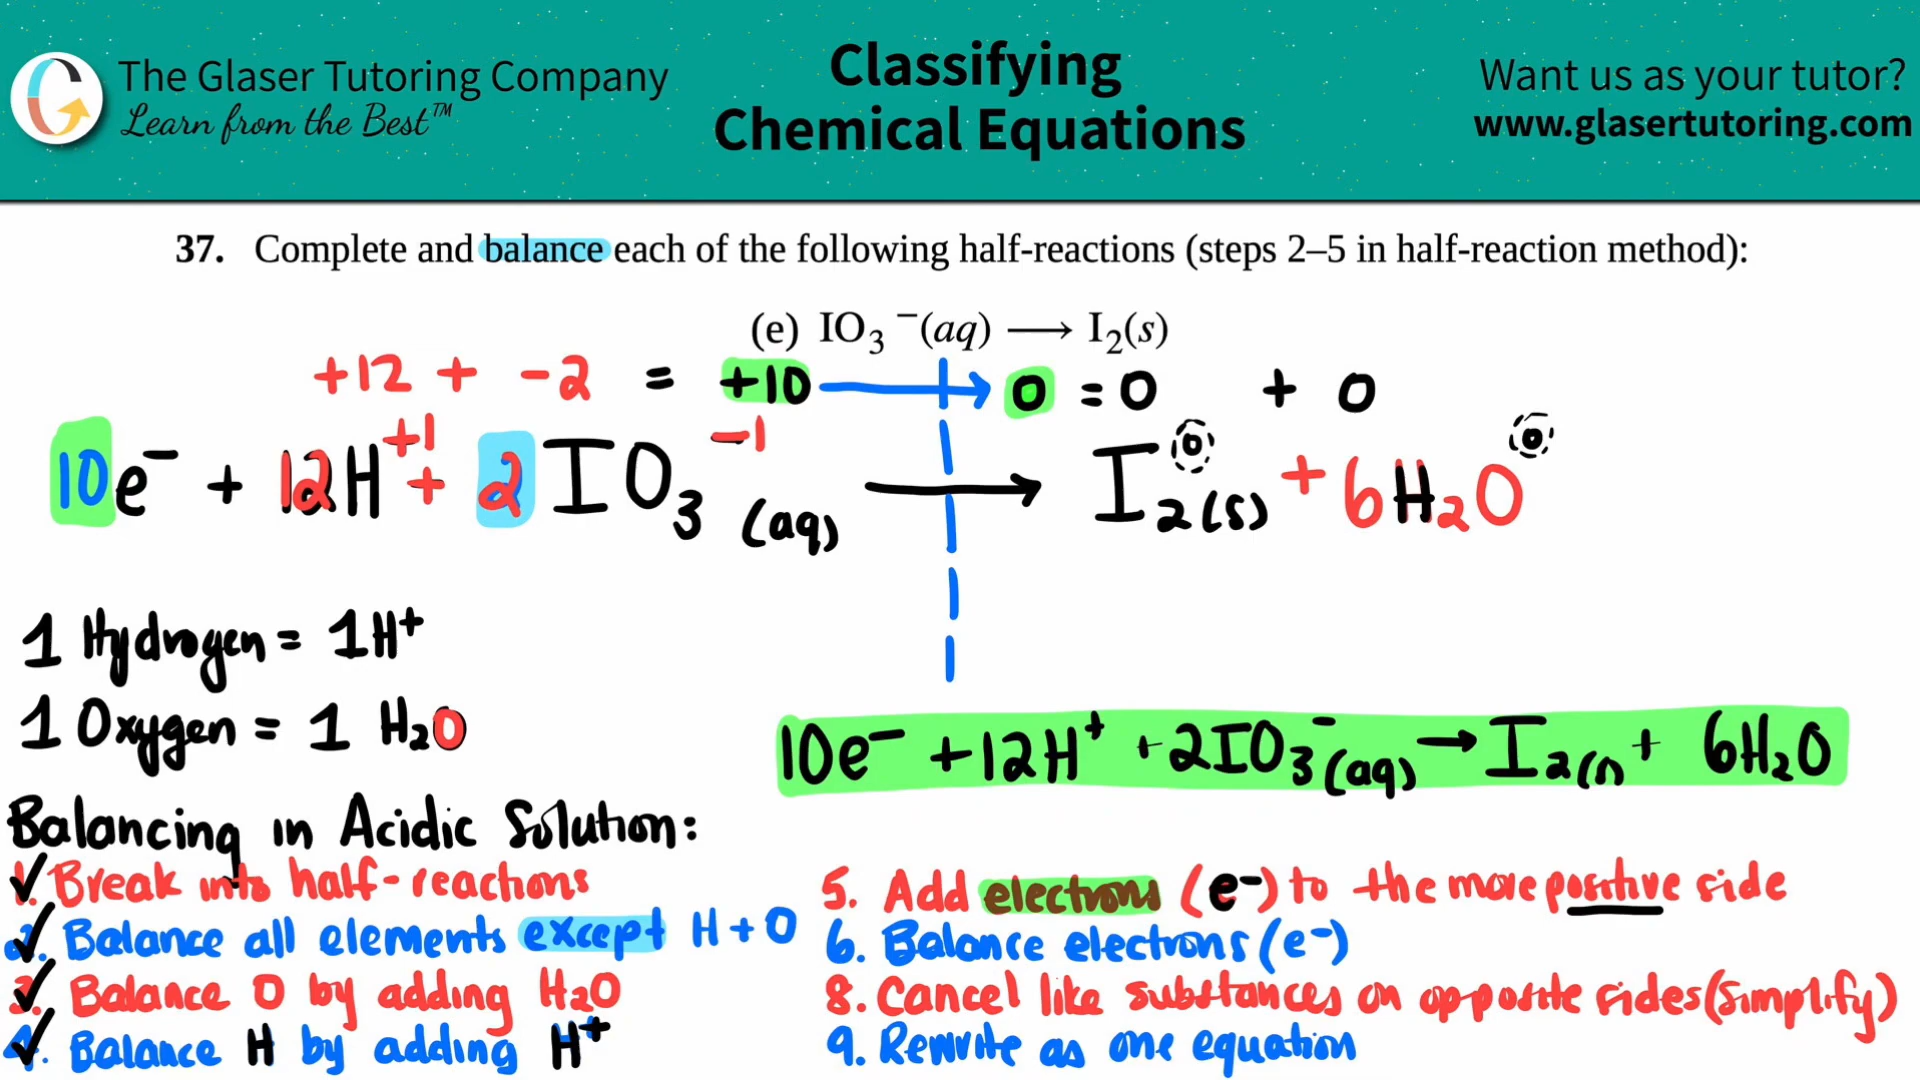 The Glaser Tutoring Company
Learn from the Best™
Classifying
Chemical Equations
Want us as your tutor?
www.glasertutoring.com
37. Complete and balance each of the following half-reactions (steps 2–5 in half-reaction method):
(e) IO₃⁻(aq) ⟶ I₂(s)
+12 + -2 = +10 → 0 = 0 + 0
10e⁻ + 12H⁺¹ + 2IO₃⁻¹(aq) → I₂(s)⁰ + 6H₂O⁰
1 Hydrogen = 1H⁺
1 Oxygen = 1 H₂O
10e⁻ + 12H⁺ + 2IO₃⁻(aq) → I₂(s) + 6H₂O
Balancing in Acidic Solution:
1. Break into half-reactions
2. Balance all elements except H + O
3. Balance O by adding H₂O
4. Balance H by adding H⁺
5. Add electrons (e⁻) to the more positive side
6. Balance electrons (e⁻)
8. Cancel like substances on opposite sides (simplify)
9. Rewrite as one equation